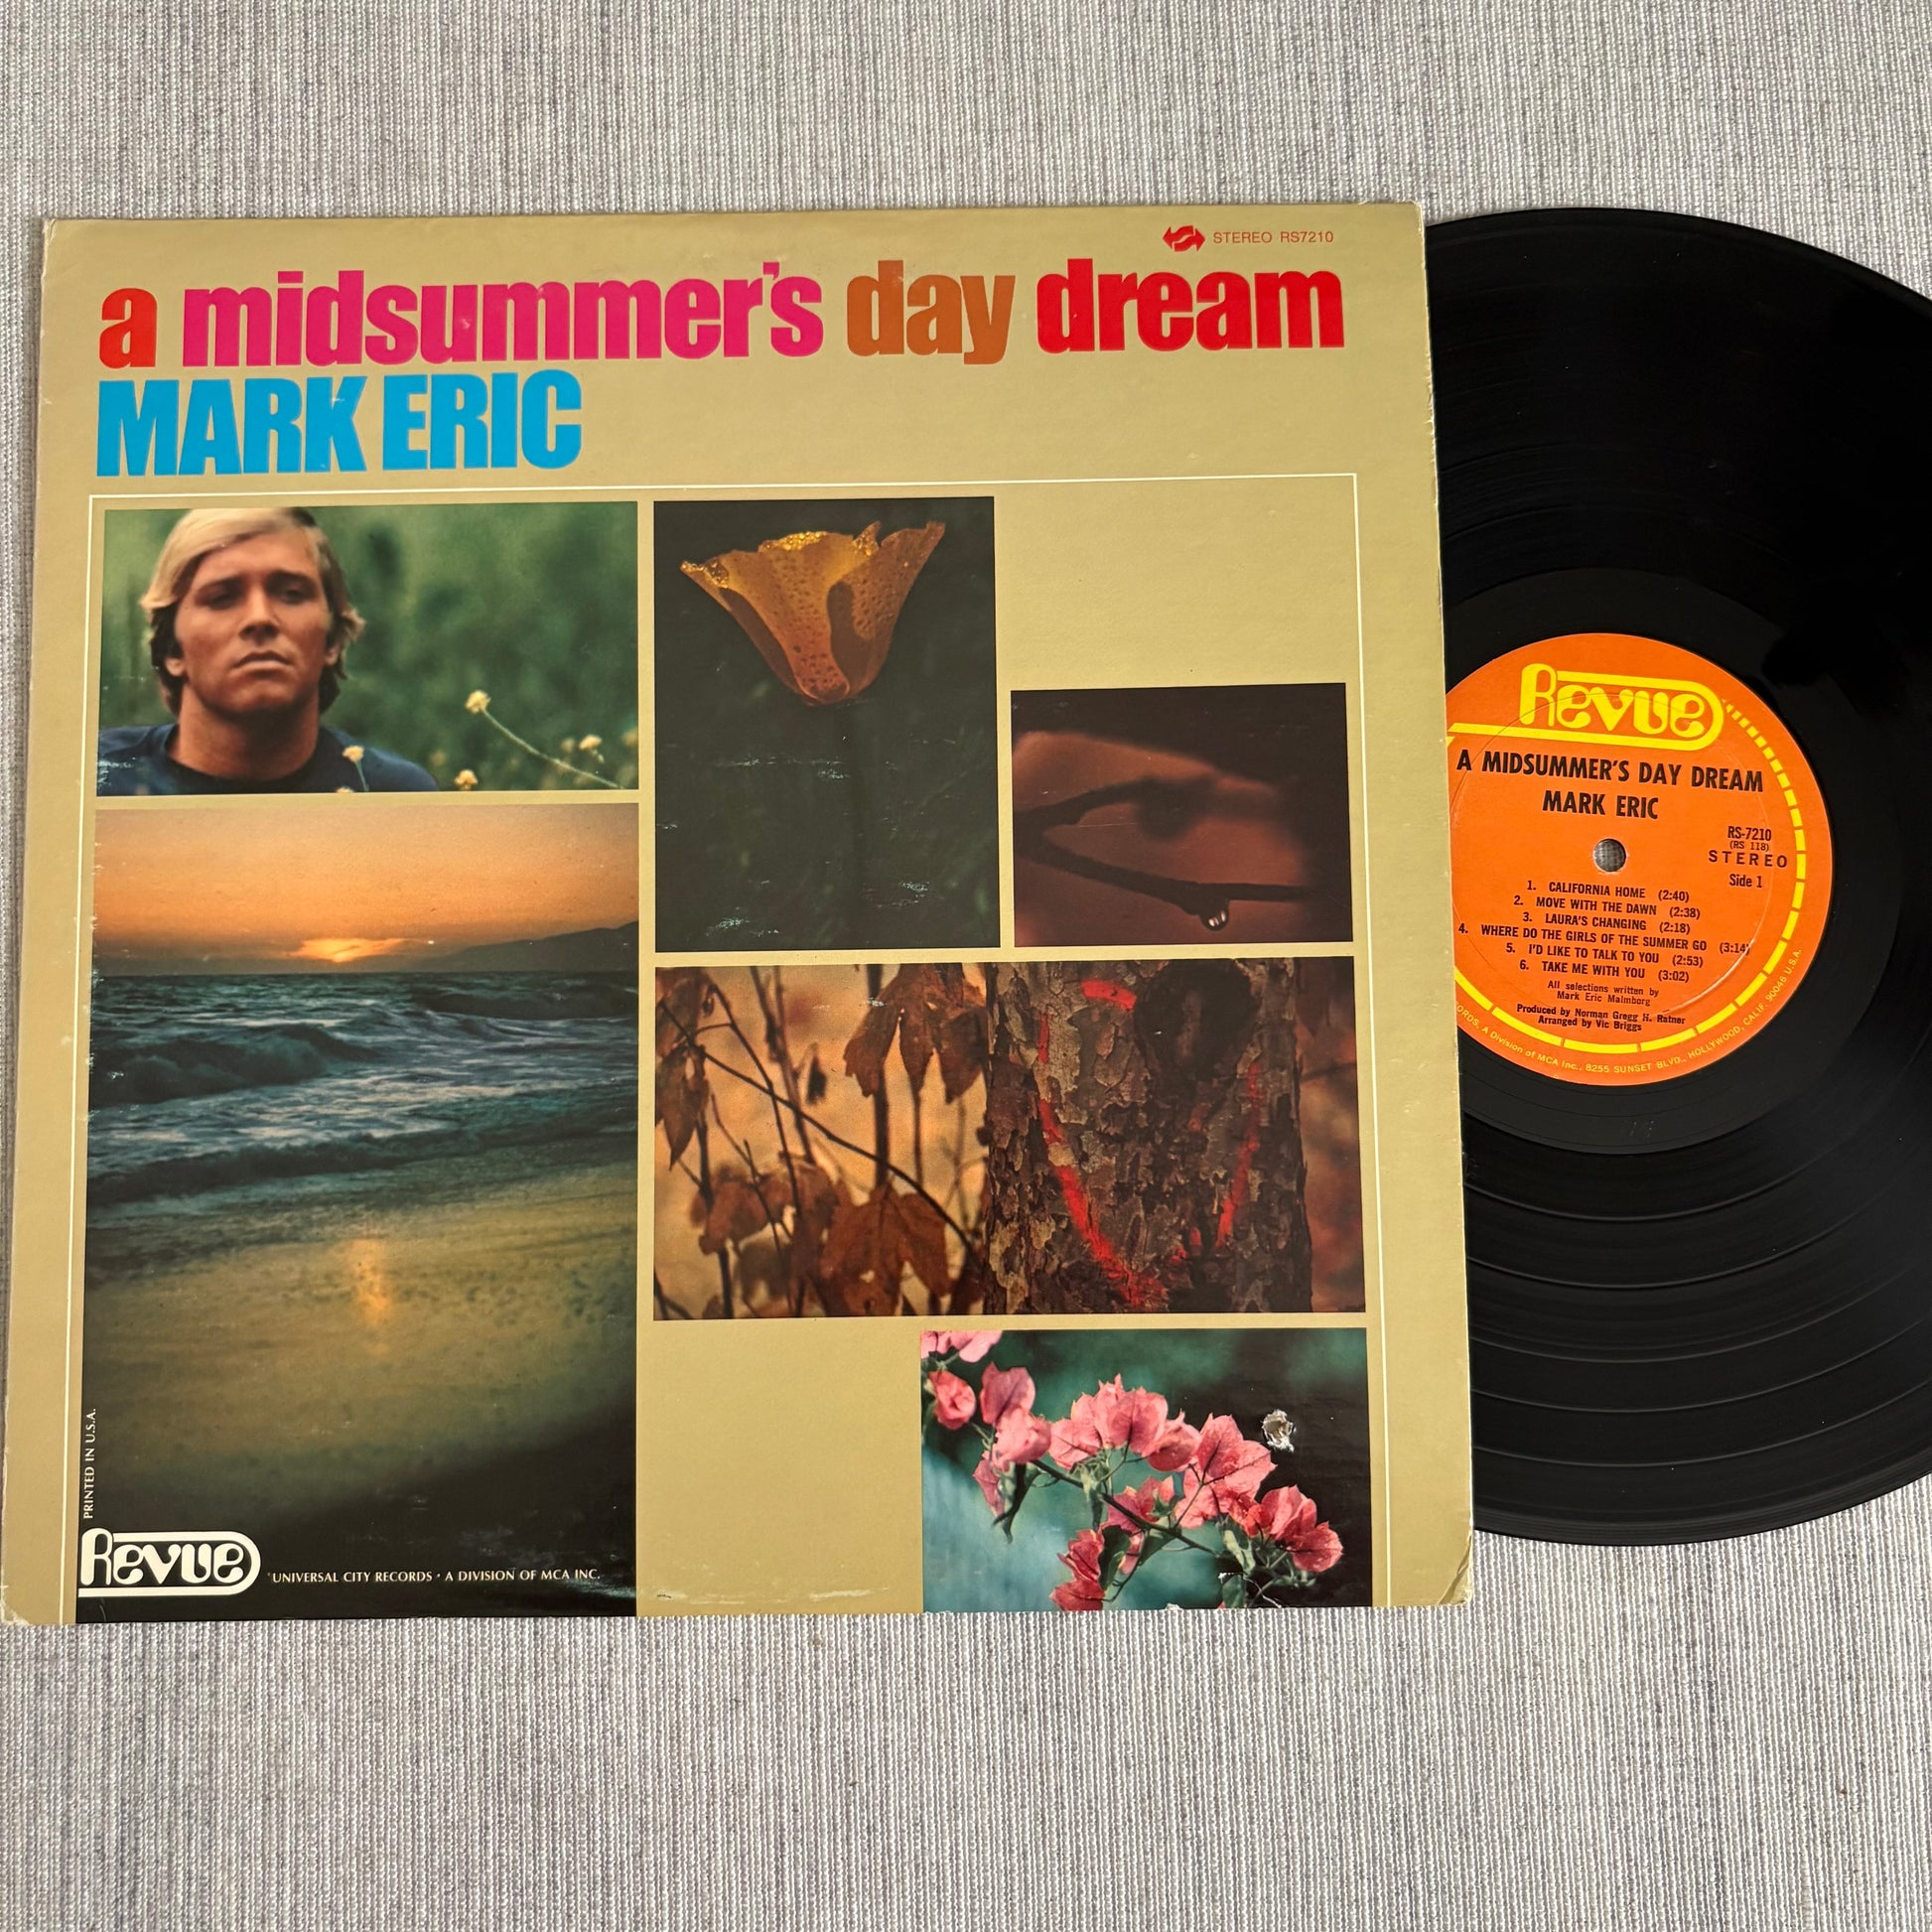 STEREO RS7210
a midsummer's day dream
MARK ERIC
PRINTED IN U.S.A.
Revue
UNIVERSAL CITY RECORDS · A DIVISION OF MCA INC.
Revue
A MIDSUMMER'S DAY DREAM
MARK ERIC
RS-7210
(RS 118)
STEREO
Side 1
1. CALIFORNIA HOME (2:40)
2. MOVE WITH THE DAWN (2:38)
3. LAURA'S CHANGING (2:18)
4. WHERE DO THE GIRLS OF THE SUMMER GO (3:14)
5. I'D LIKE TO TALK TO YOU (2:53)
6. TAKE ME WITH YOU (3:02)
All selections written by
Mark Eric Malmborg
Produced by Norman Gregg H. Ratner
Arranged by Vic Briggs
A Division of MCA Inc., 8255 SUNSET BLVD., HOLLYWOOD, CALIF. 90046 U.S.A.